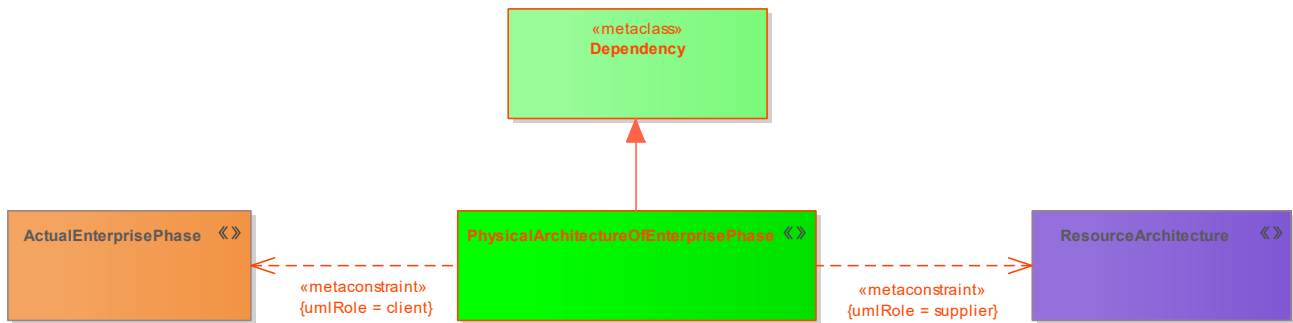 «metaclass»
Dependency
ActualEnterprisePhase «»
PhysicalArchitectureOfEnterprisePhase «»
ResourceArchitecture «»
«metaconstraint»
{umlRole = client}
«metaconstraint»
{umlRole = supplier}